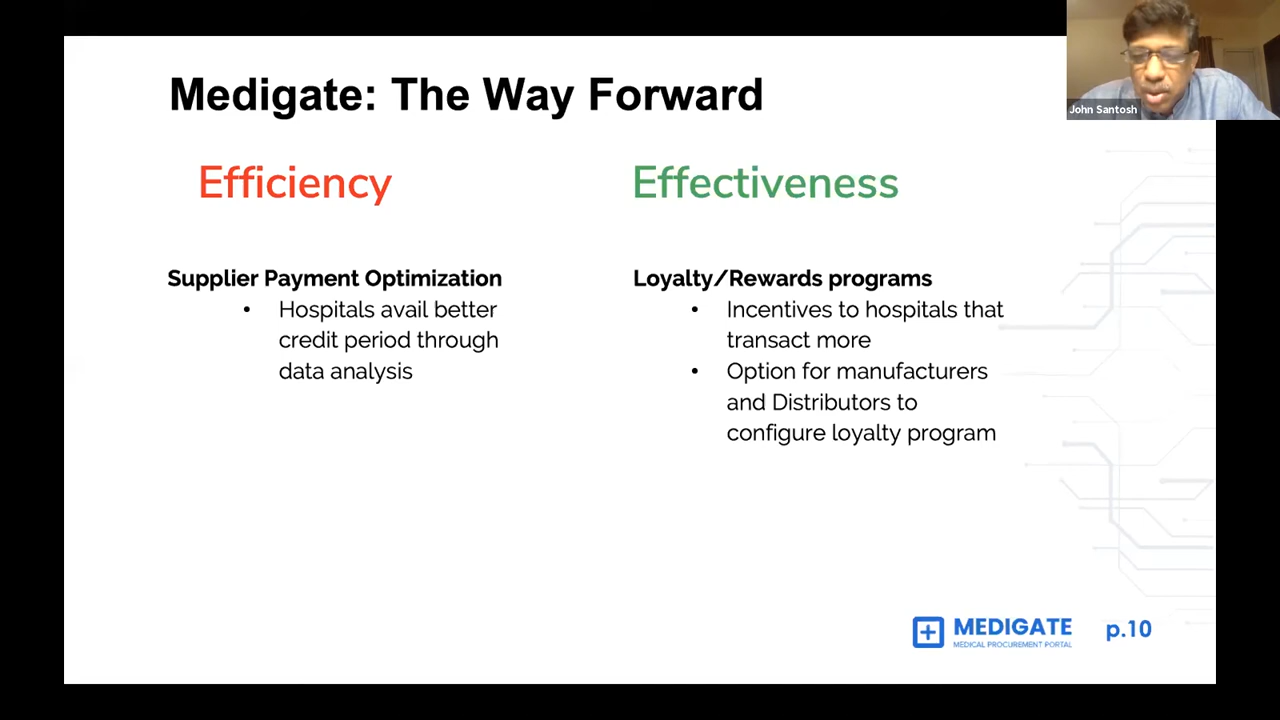 Medigate: The Way Forward
John Santosh
Efficiency
Supplier Payment Optimization
• Hospitals avail better
credit period through
data analysis
Effectiveness
Loyalty/Rewards programs
• Incentives to hospitals that
transact more
• Option for manufacturers
and Distributors to
configure loyalty program
MEDIGATE
MEDICAL PROCUREMENT PORTAL
p.10